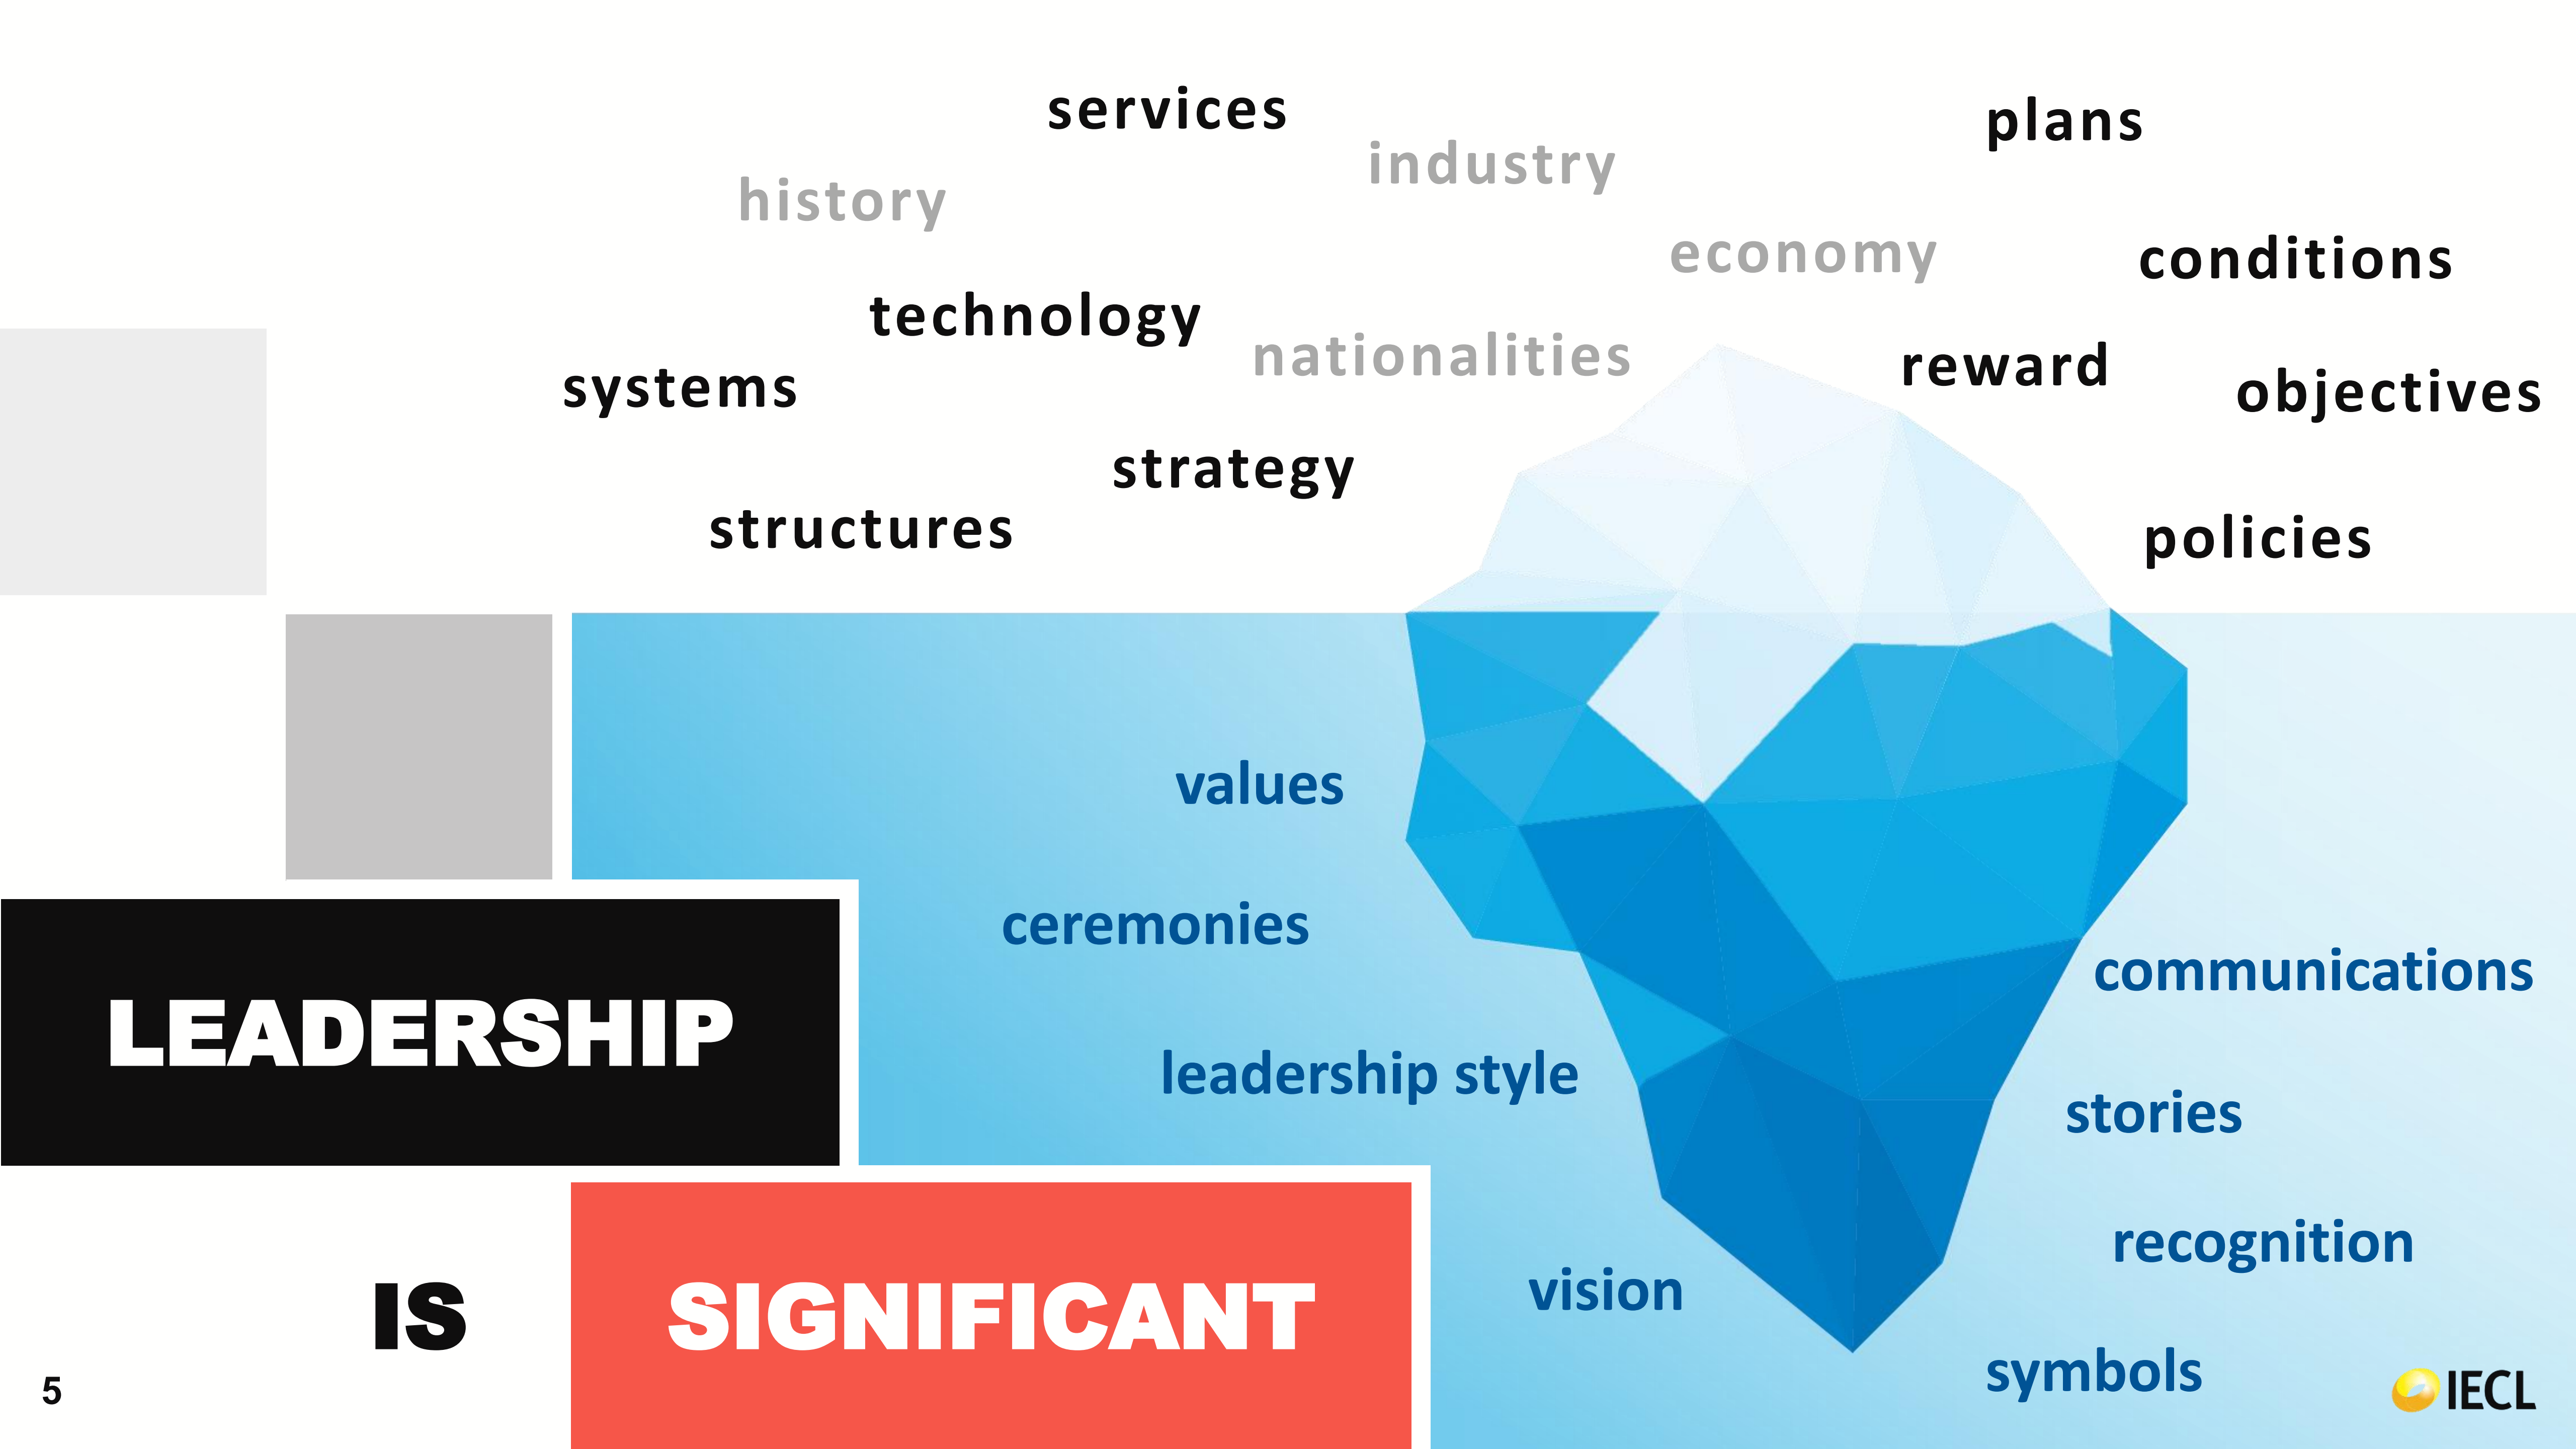 services
plans
industry
history
economy
conditions
technology
nationalities
reward
systems
objectives
strategy
structures
policies
values
ceremonies
communications
LEADERSHIP
leadership style
stories
recognition
vision
IS
SIGNIFICANT
symbols
5
IECL